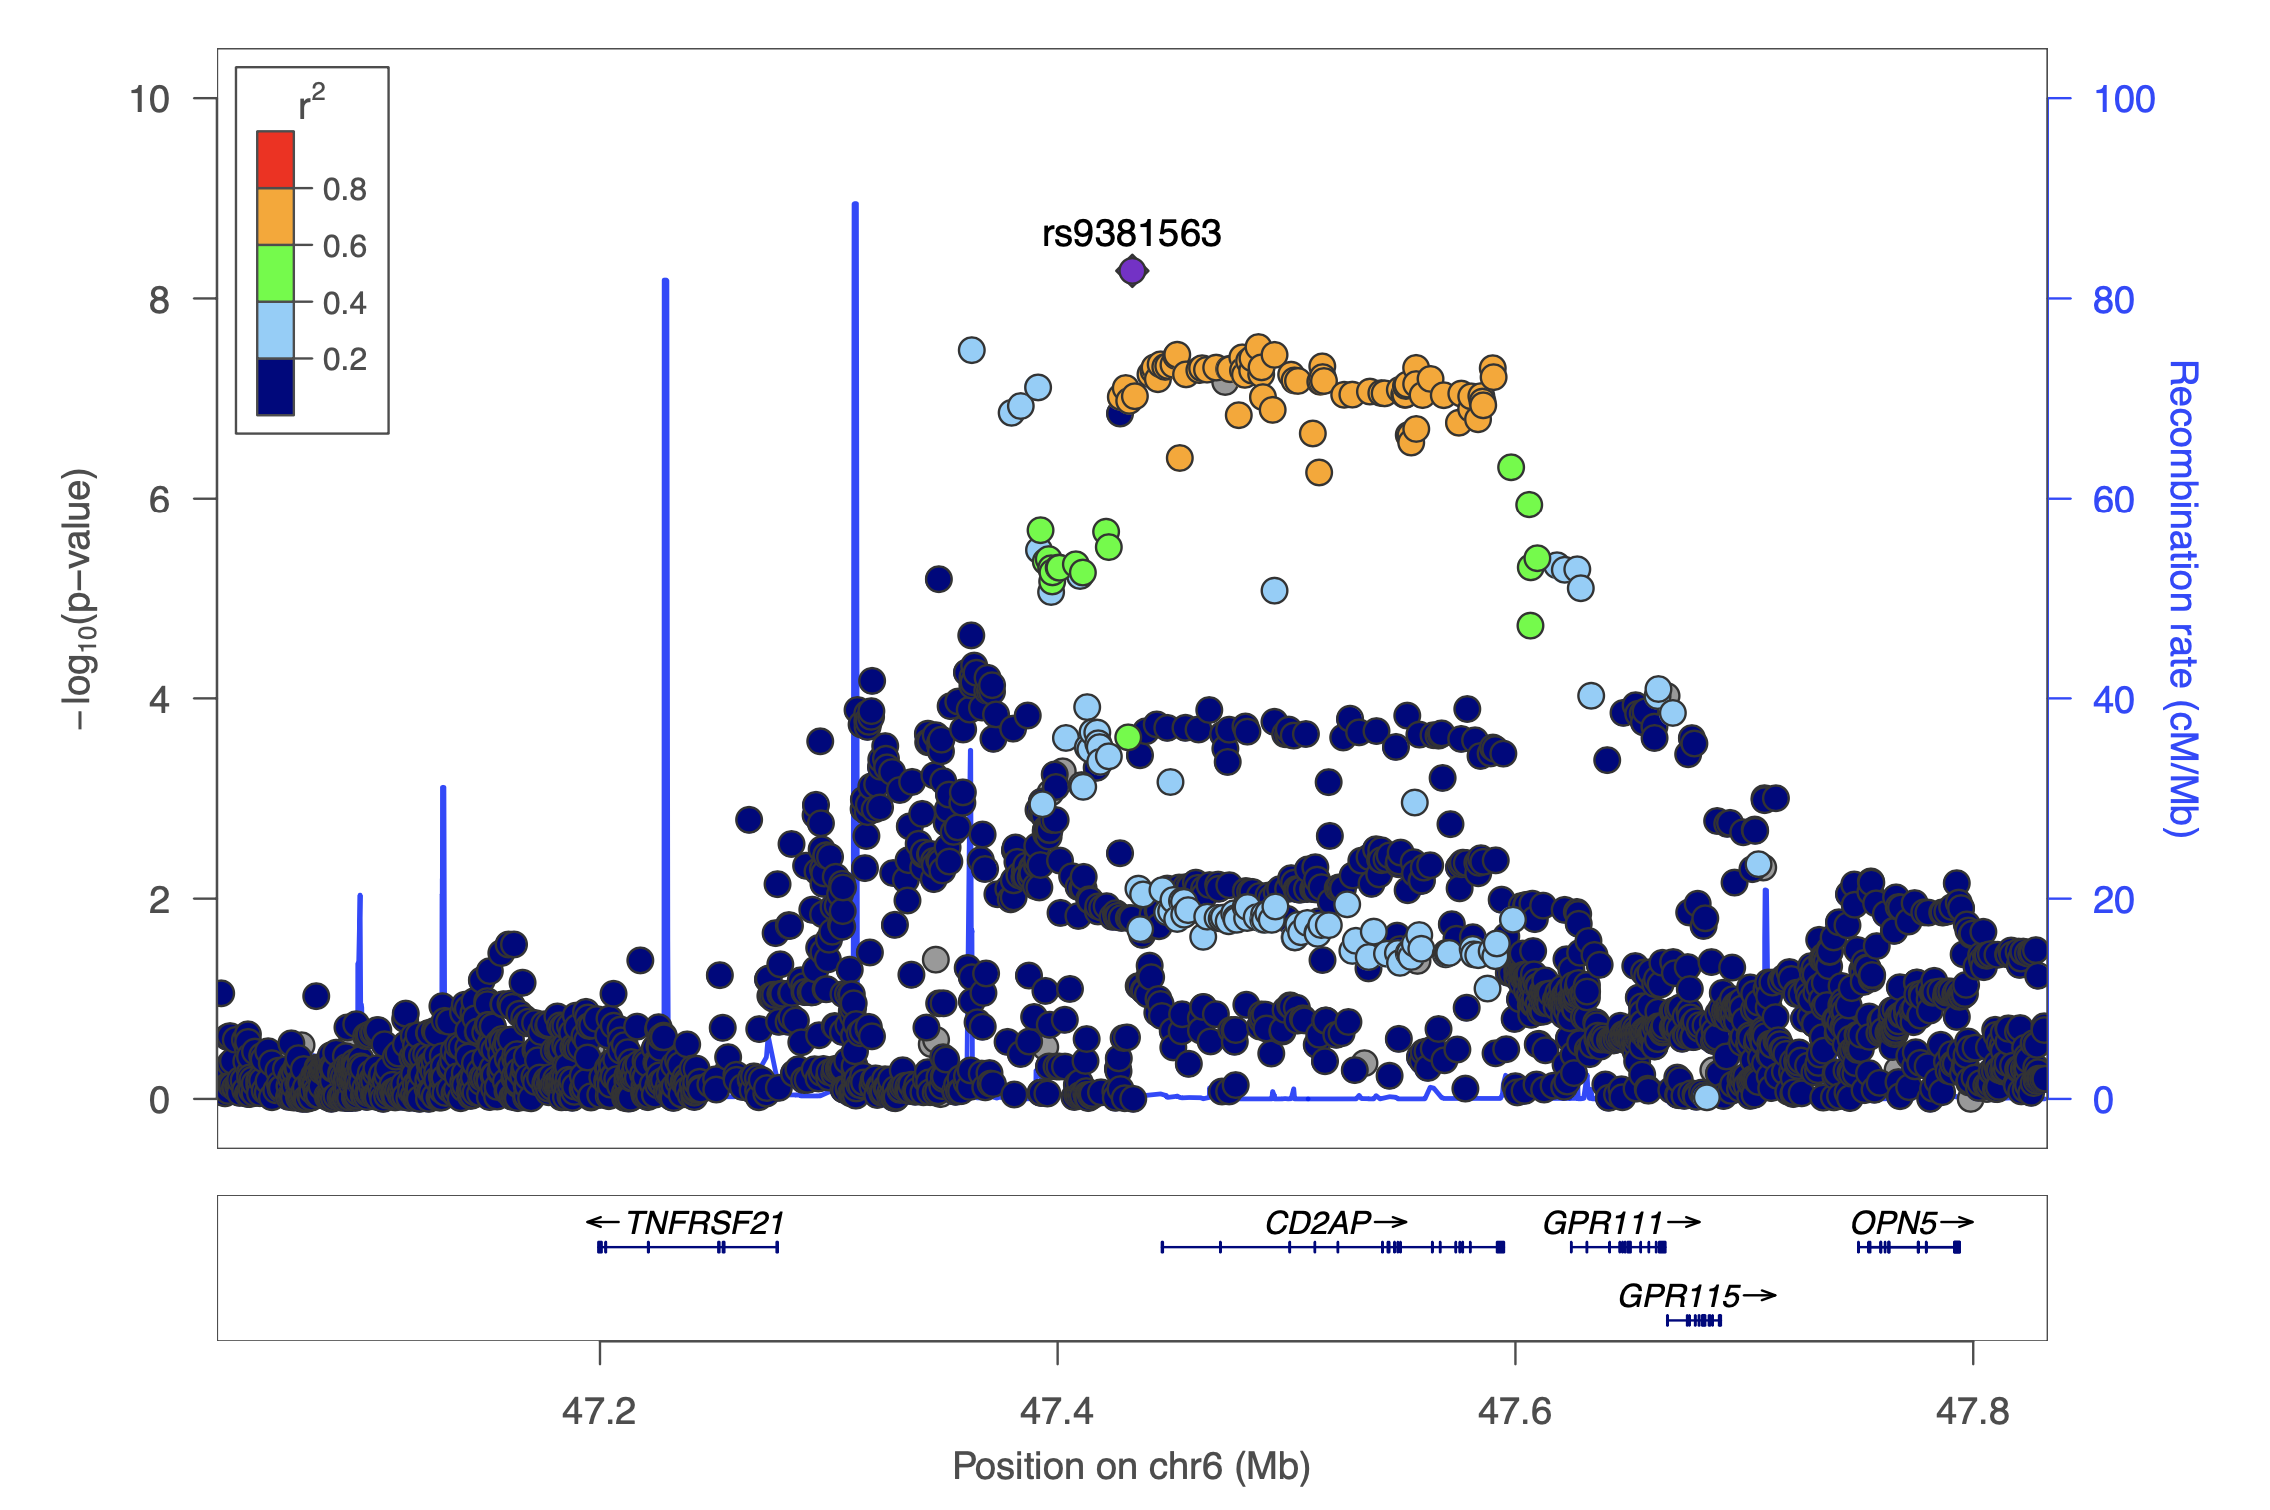 r2
0.8
0.6
0.4
0.2
rs9381563
10
8
6
4
2
0
−log10(p−value)
100
80
60
40
20
0
Recombination rate (cM/Mb)
←TNFRSF21
CD2AP→
GPR111→
OPN5→
GPR115→
47.2
47.4
47.6
47.8
Position on chr6 (Mb)